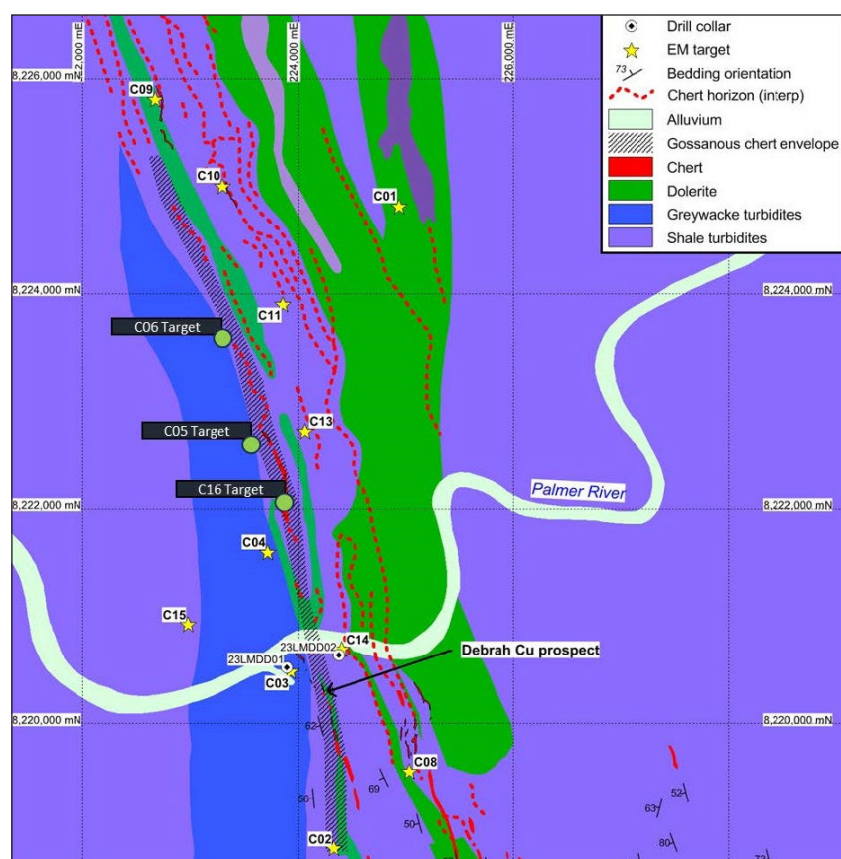 2,000 mE
224,000 mE
226,000 mE
Drill collar
EM target
73
Bedding orientation
Chert horizon (interp)
Alluvium
Gossanous chert envelope
Chert
Dolerite
Greywacke turbidites
Shale turbidites
8,226,000 mN
C09
C10
C01
8,224,000 mN
8,224,000 mN
C11
C06 Target
C13
C05 Target
C16 Target
Palmer River
8,222,000 mN
8,222,000 mN
C04
C15
C14
23LMDD02
23LMDD01
Debrah Cu prospect
C03
8,220,000 mN
8,220,000 mN
62
C08
69
56
52
63
50
80
C02